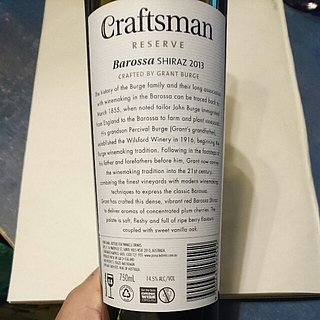 Craftsman
RESERVE
Barossa SHIRAZ 2013
CRAFTED BY GRANT BURGE
The history of the Burge family and their long association
with winemaking in the Barossa can be traced back to
March 1855, when noted tailor John Burge immigrated
from England to the Barossa to farm and plant vineyards.
His grandson Percival Burge (Grant's grandfather),
established the Wilsford Winery in 1916, beginning the
Burge winemaking tradition. Following in the footsteps of
his father and forefathers before him, Grant now carries
the winemaking tradition into the 21st century,
combining the finest vineyards with modern winemaking
techniques to express the classic Barossa.
Grant has crafted this dense, vibrant red Barossa Shiraz
to deliver aromas of concentrated plum cherries. The
palate is soft, fleshy and full of ripe berry flavours
coupled with sweet vanilla oak.
750mL
14.5% ALC/VOL